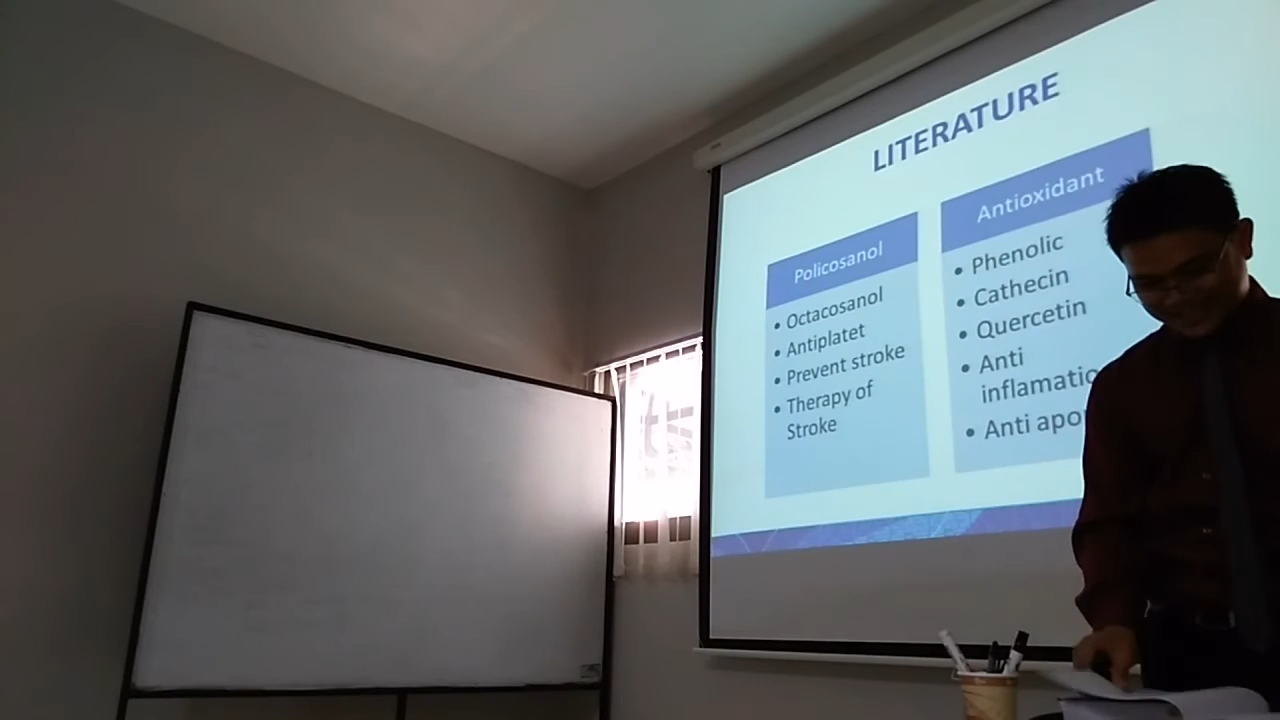 LITERATURE
Policosanol
• Octacosanol
• Antiplatet
• Prevent stroke
• Therapy of
Stroke
Antioxidant
• Phenolic
• Cathecin
• Quercetin
• Anti
inflamatio
• Anti apo